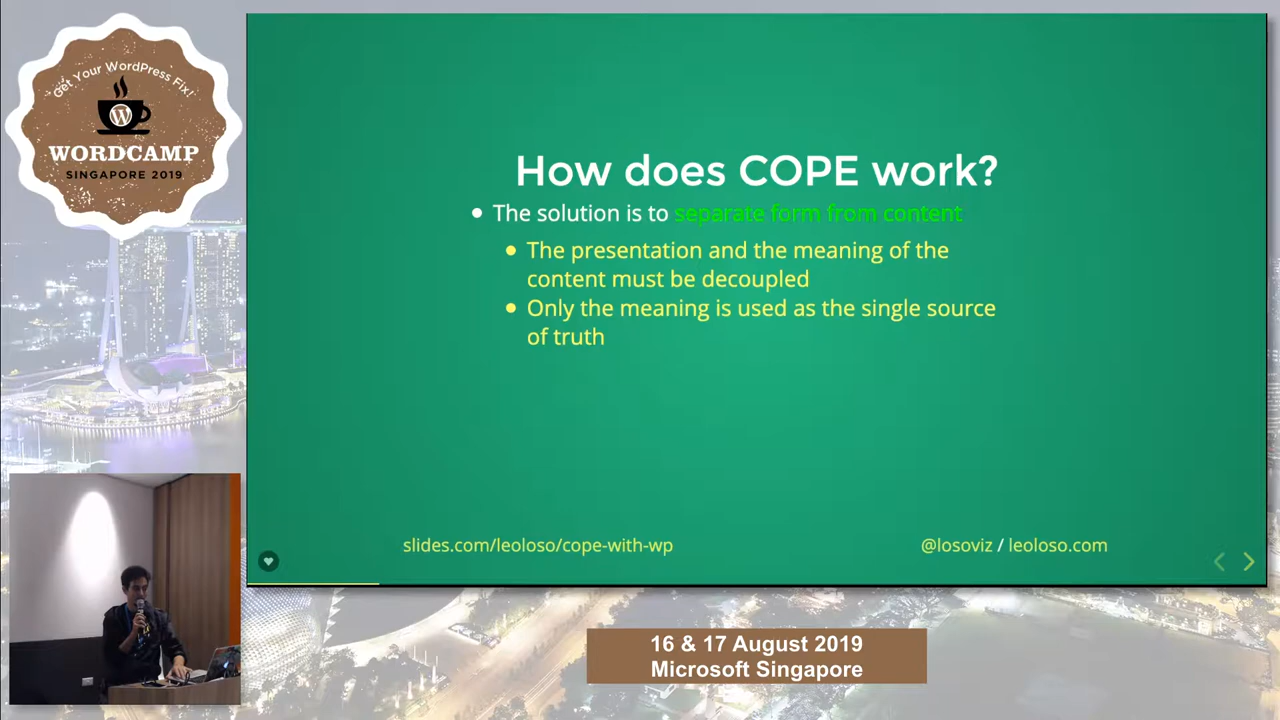 Get Your WordPress Fix!
WORDCAMP
SINGAPORE 2019
How does COPE work?
The solution is to separate form from content
The presentation and the meaning of the
content must be decoupled
Only the meaning is used as the single source
of truth
slides.com/leoloso/cope-with-wp
@losoviz / leoloso.com
16 & 17 August 2019
Microsoft Singapore